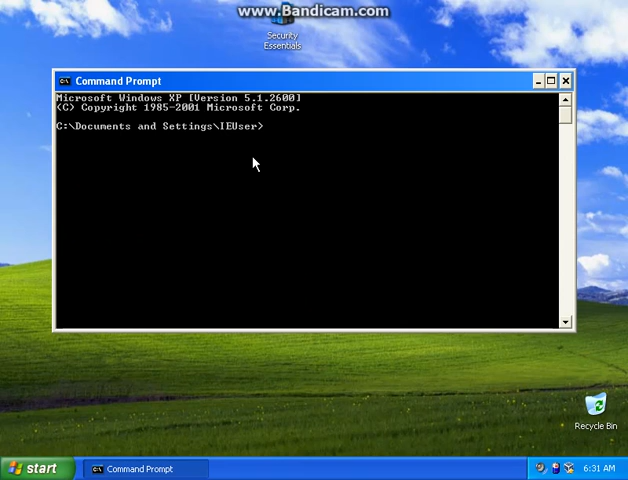 www.Bandicam.com
Security
Essentials
Command Prompt
Microsoft Windows XP [Version 5.1.2600]
(C) Copyright 1985-2001 Microsoft Corp.
C:\Documents and Settings\IEUser>
Recycle Bin
start
Command Prompt
6:31 AM